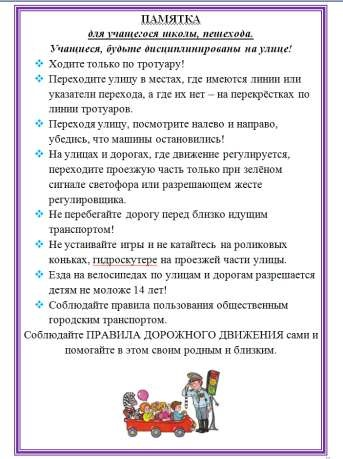 ПАМЯТКА
для учащегося школы, пешехода.
Учащиеся, будьте дисциплинированы на улице!
Ходите только по тротуару!
Переходите улицу в местах, где имеются линии или
указатели перехода, а где их нет – на перекрёстках по
линии тротуаров.
Переходя улицу, посмотрите налево и направо,
убедись, что машины остановились!
На улицах и дорогах, где движение регулируется,
переходите проезжую часть только при зелёном
сигнале светофора или разрешающем жесте
регулировщика.
Не перебегайте дорогу перед близко идущим
транспортом!
Не устаивайте игры и не катайтесь на роликовых
коньках, гидроскутере на проезжей части улицы.
Езда на велосипедах по улицам и дорогам разрешается
детям не моложе 14 лет!
Соблюдайте правила пользования общественным
городским транспортом.
Соблюдайте ПРАВИЛА ДОРОЖНОГО ДВИЖЕНИЯ сами и
помогайте в этом своим родным и близким.